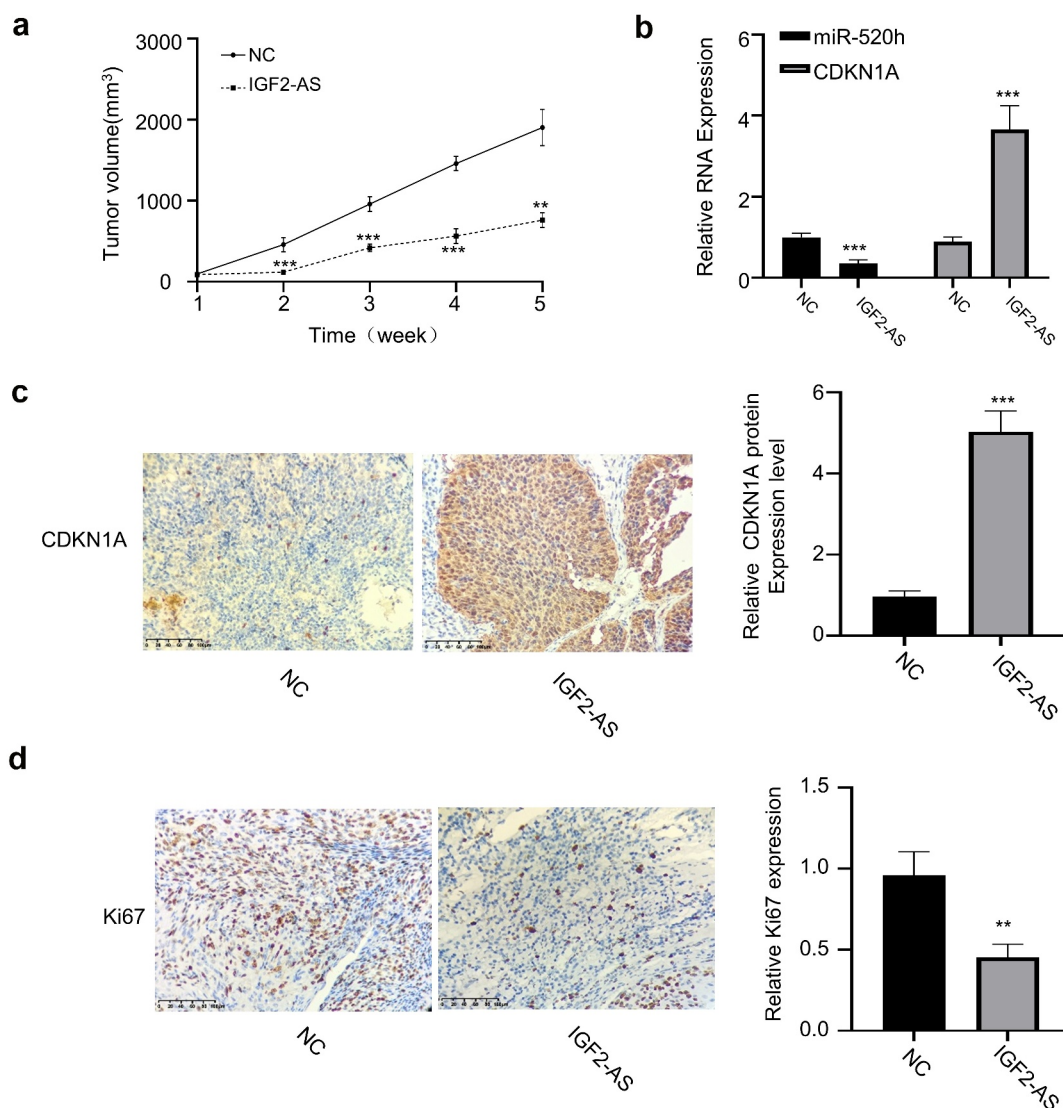 a
3000
2000
1000
0
Tumor volume(mm³)
NC
IGF2-AS
***
***
***
**
1 2 3 4 5
Time（week）
b
miR-520h
CDKN1A
6
4
2
0
Relative RNA Expression
***
***
NC
IGF2-AS
NC
IGF2-AS
c
CDKN1A
NC
IGF2-AS
6
4
2
0
Relative CDKN1A protein
Expression level
***
NC
IGF2-AS
d
Ki67
NC
IGF2-AS
1.5
1.0
0.5
0.0
Relative Ki67 expression
**
NC
IGF2-AS